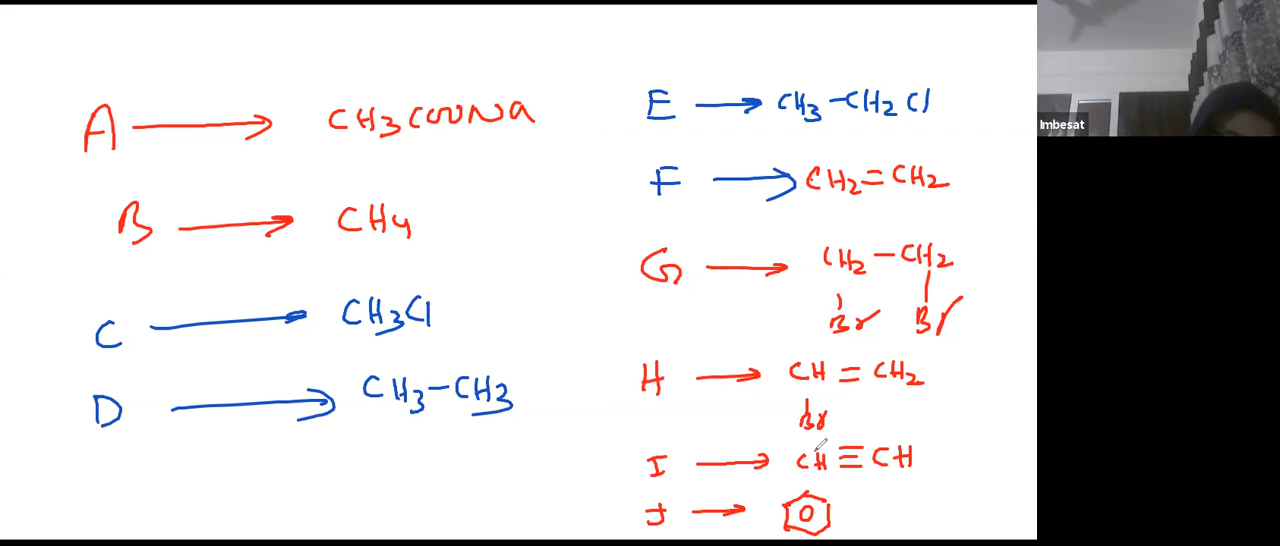 A → CH3COONa
B → CH4
C → CH3Cl
D → CH3-CH3
E → CH3-CH2Cl
F → CH2=CH2
G → CH2-CH2
Br Br
H → CH=CH2
Br
I → CH≡CH
J →
Imbesat